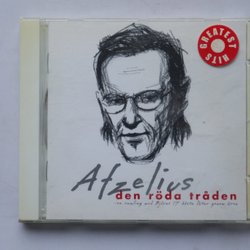 GREATEST HITS
Afzelius
den röda tråden